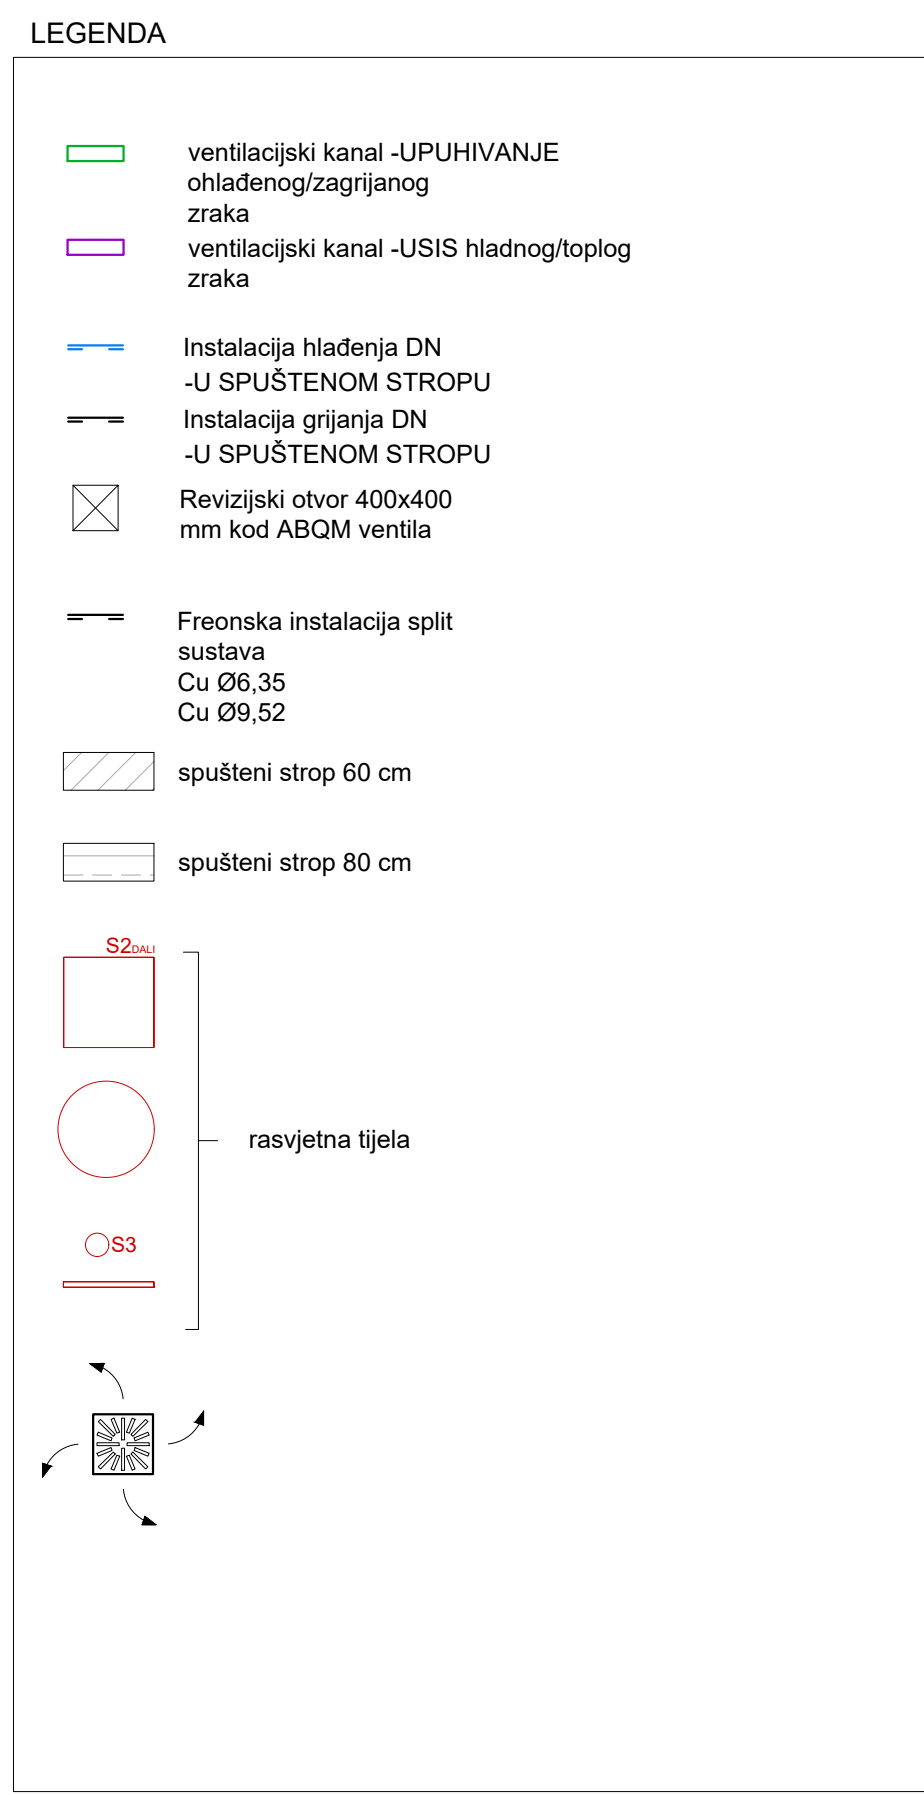 LEGENDA
ventilacijski kanal -UPUHIVANJE
ohlađenog/zagrijanog
zraka
ventilacijski kanal -USIS hladnog/toplog
zraka
Instalacija hlađenja DN
-U SPUŠTENOM STROPU
Instalacija grijanja DN
-U SPUŠTENOM STROPU
Revizijski otvor 400x400
mm kod ABQM ventila
Freonska instalacija split
sustava
Cu Ø6,35
Cu Ø9,52
spušteni strop 60 cm
spušteni strop 80 cm
S2DALI
rasvjetna tijela
S3